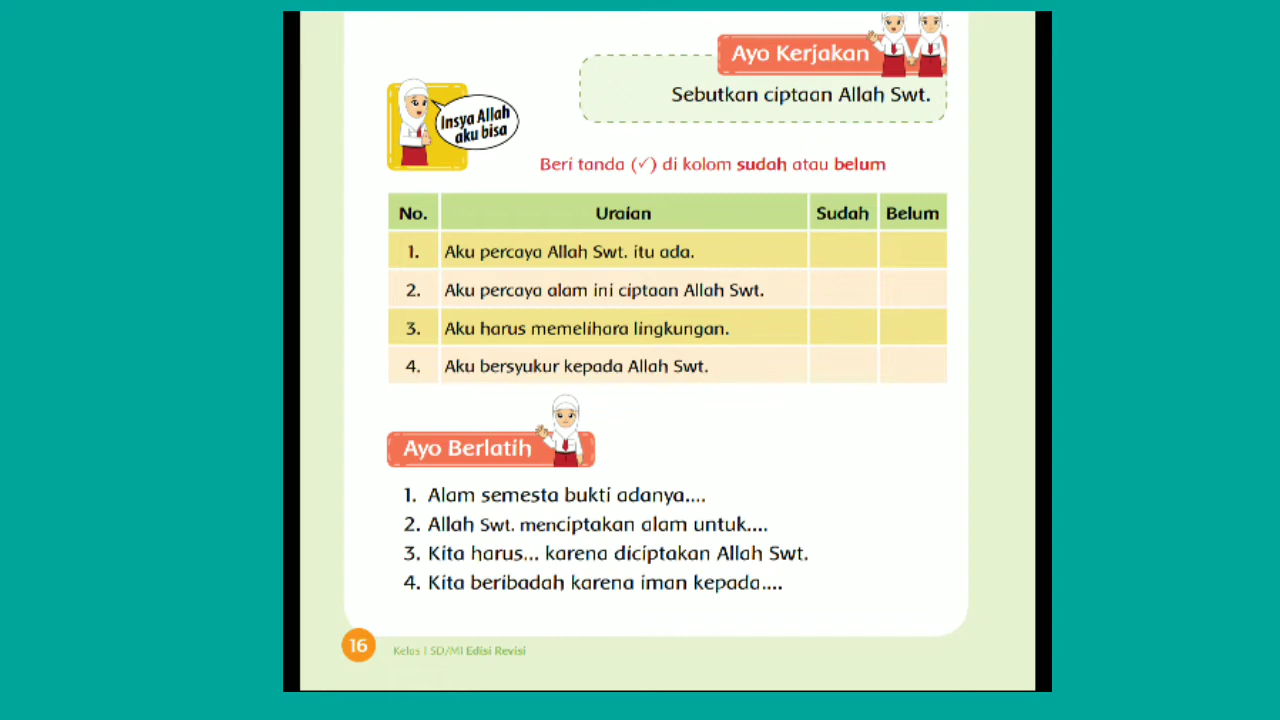 Ayo Kerjakan
Sebutkan ciptaan Allah Swt.
Insya Allah
aku bisa
Beri tanda (✓) di kolom sudah atau belum
No. Uraian Sudah Belum
1. Aku percaya Allah Swt. itu ada.
2. Aku percaya alam ini ciptaan Allah Swt.
3. Aku harus memelihara lingkungan.
4. Aku bersyukur kepada Allah Swt.
Ayo Berlatih
1. Alam semesta bukti adanya....
2. Allah Swt. menciptakan alam untuk....
3. Kita harus... karena diciptakan Allah Swt.
4. Kita beribadah karena iman kepada....
16 Kelas I SD/MI Edisi Revisi